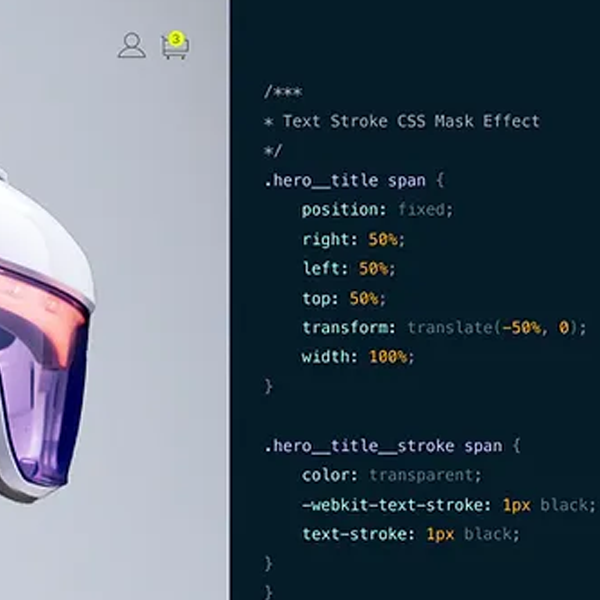 3
/***
* Text Stroke CSS Mask Effect
*/
.hero__title span {
    position: fixed;
    right: 50%;
    left: 50%;
    top: 50%;
    transform: translate(-50%, 0);
    width: 100%;
}
.hero__title__stroke span {
    color: transparent;
    -webkit-text-stroke: 1px black;
    text-stroke: 1px black;
}
}